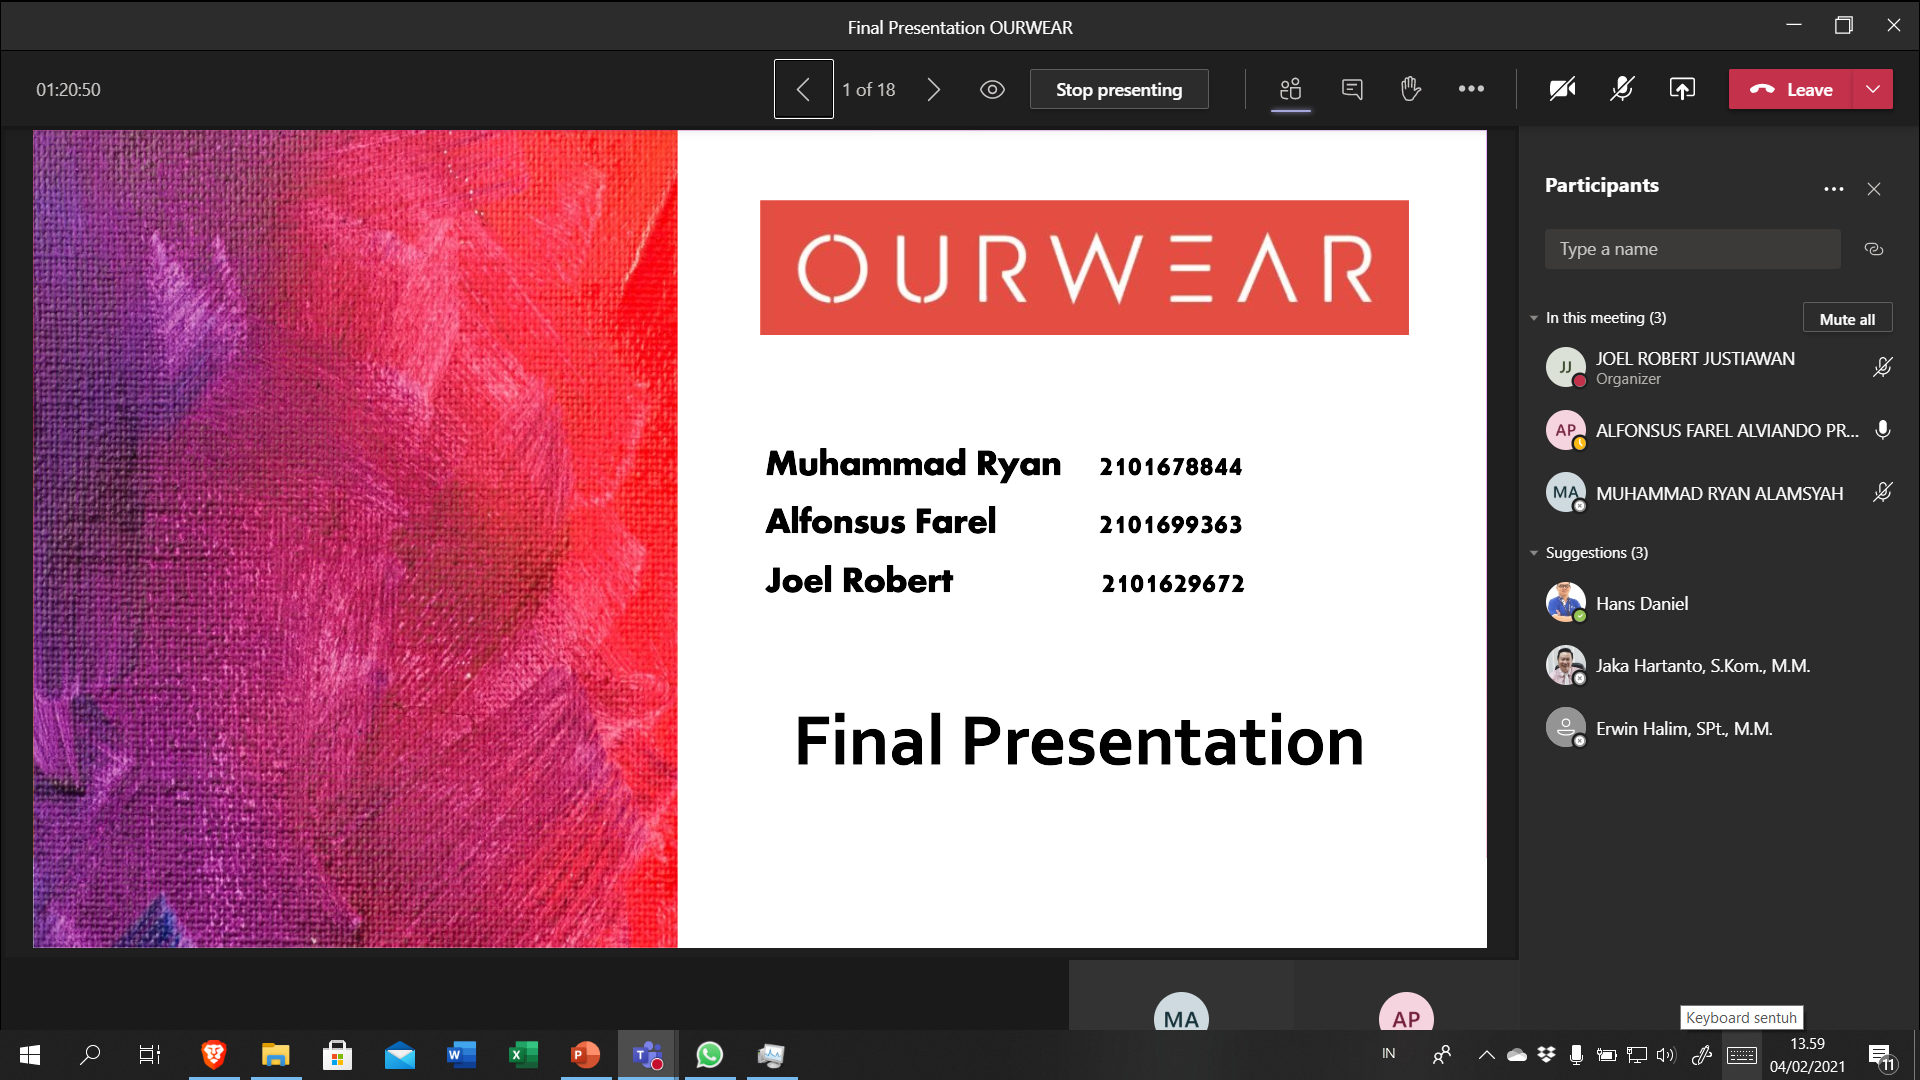 Final Presentation OURWEAR
01:20:50
1 of 18
Stop presenting
Leave
OURWEAR
Muhammad Ryan 2101678844
Alfonsus Farel 2101699363
Joel Robert 2101629672
Final Presentation
Participants
Type a name
In this meeting (3)
Mute all
JJ
JOEL ROBERT JUSTIAWAN
Organizer
AP
ALFONSUS FAREL ALVIANDO PR...
MA
MUHAMMAD RYAN ALAMSYAH
Suggestions (3)
Hans Daniel
Jaka Hartanto, S.Kom., M.M.
Erwin Halim, SPt., M.M.
MA
AP
Keyboard sentuh
IN
13.59
04/02/2021
11